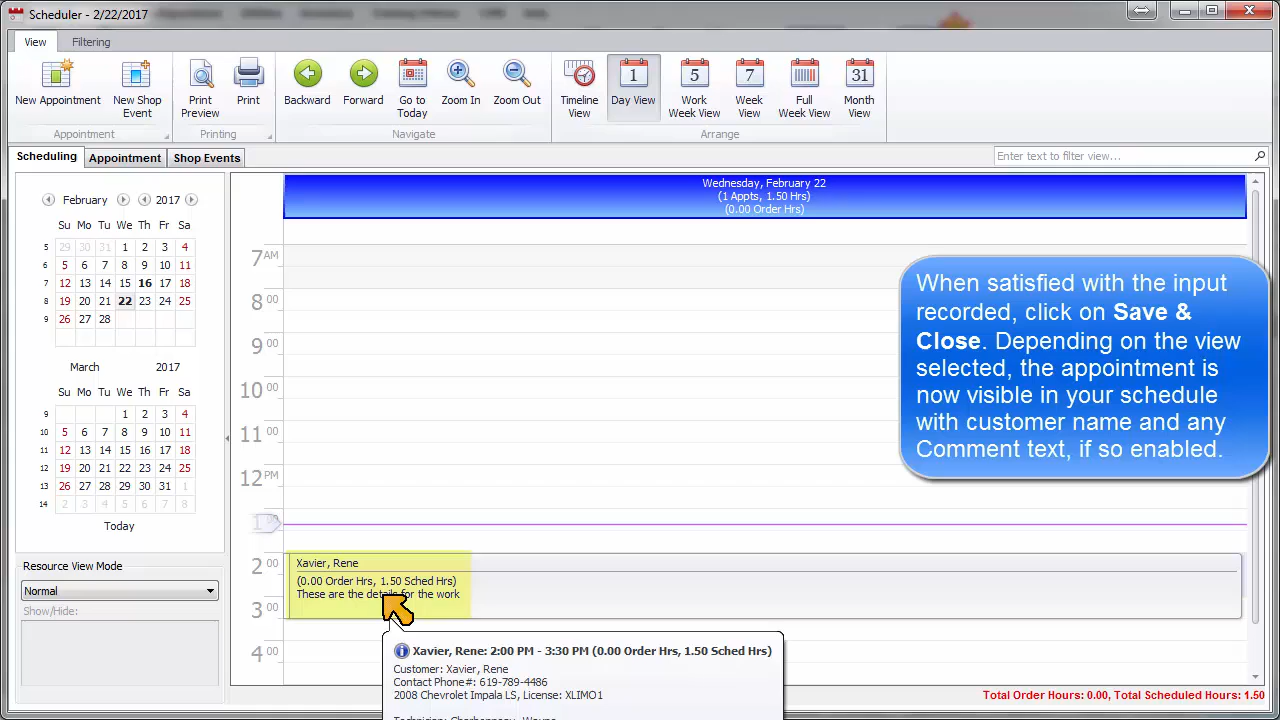 Scheduler - 2/22/2017
View Filtering
New Appointment
New Shop
Event
Print
Preview
Print
Backward
Forward
Go to
Today
Zoom In
Zoom Out
Timeline
View
1
Day View
5
Work
Week View
7
Week
View
Full
Week View
31
Month
View
Appointment Printing Navigate Arrange
Scheduling Appointment Shop Events
Enter text to filter view...
February 2017
Su Mo Tu We Th Fr Sa
5 29 30 31 1 2 3 4
6 5 6 7 8 9 10 11
7 12 13 14 15 16 17 18
8 19 20 21 22 23 24 25
9 26 27 28
March 2017
Su Mo Tu We Th Fr Sa
9 1 2 3 4
10 5 6 7 8 9 10 11
11 12 13 14 15 16 17 18
12 19 20 21 22 23 24 25
13 26 27 28 29 30 31 1
14 2 3 4 5 6 7 8
Today
Resource View Mode
Normal
Show/Hide:
Wednesday, February 22
(1 Appts, 1.50 Hrs)
(0.00 Order Hrs)
7 AM
8 00
9 00
10 00
11 00
12 PM
1 00
2 00
3 00
4 00
Xavier, Rene
(0.00 Order Hrs, 1.50 Sched Hrs)
These are the details for the work
Xavier, Rene: 2:00 PM - 3:30 PM (0.00 Order Hrs, 1.50 Sched Hrs)
Customer: Xavier, Rene
Contact Phone#: 619-789-4486
2008 Chevrolet Impala LS, License: XLIMO1
When satisfied with the input
recorded, click on Save &
Close. Depending on the view
selected, the appointment is
now visible in your schedule
with customer name and any
Comment text, if so enabled.
Total Order Hours: 0.00, Total Scheduled Hours: 1.50